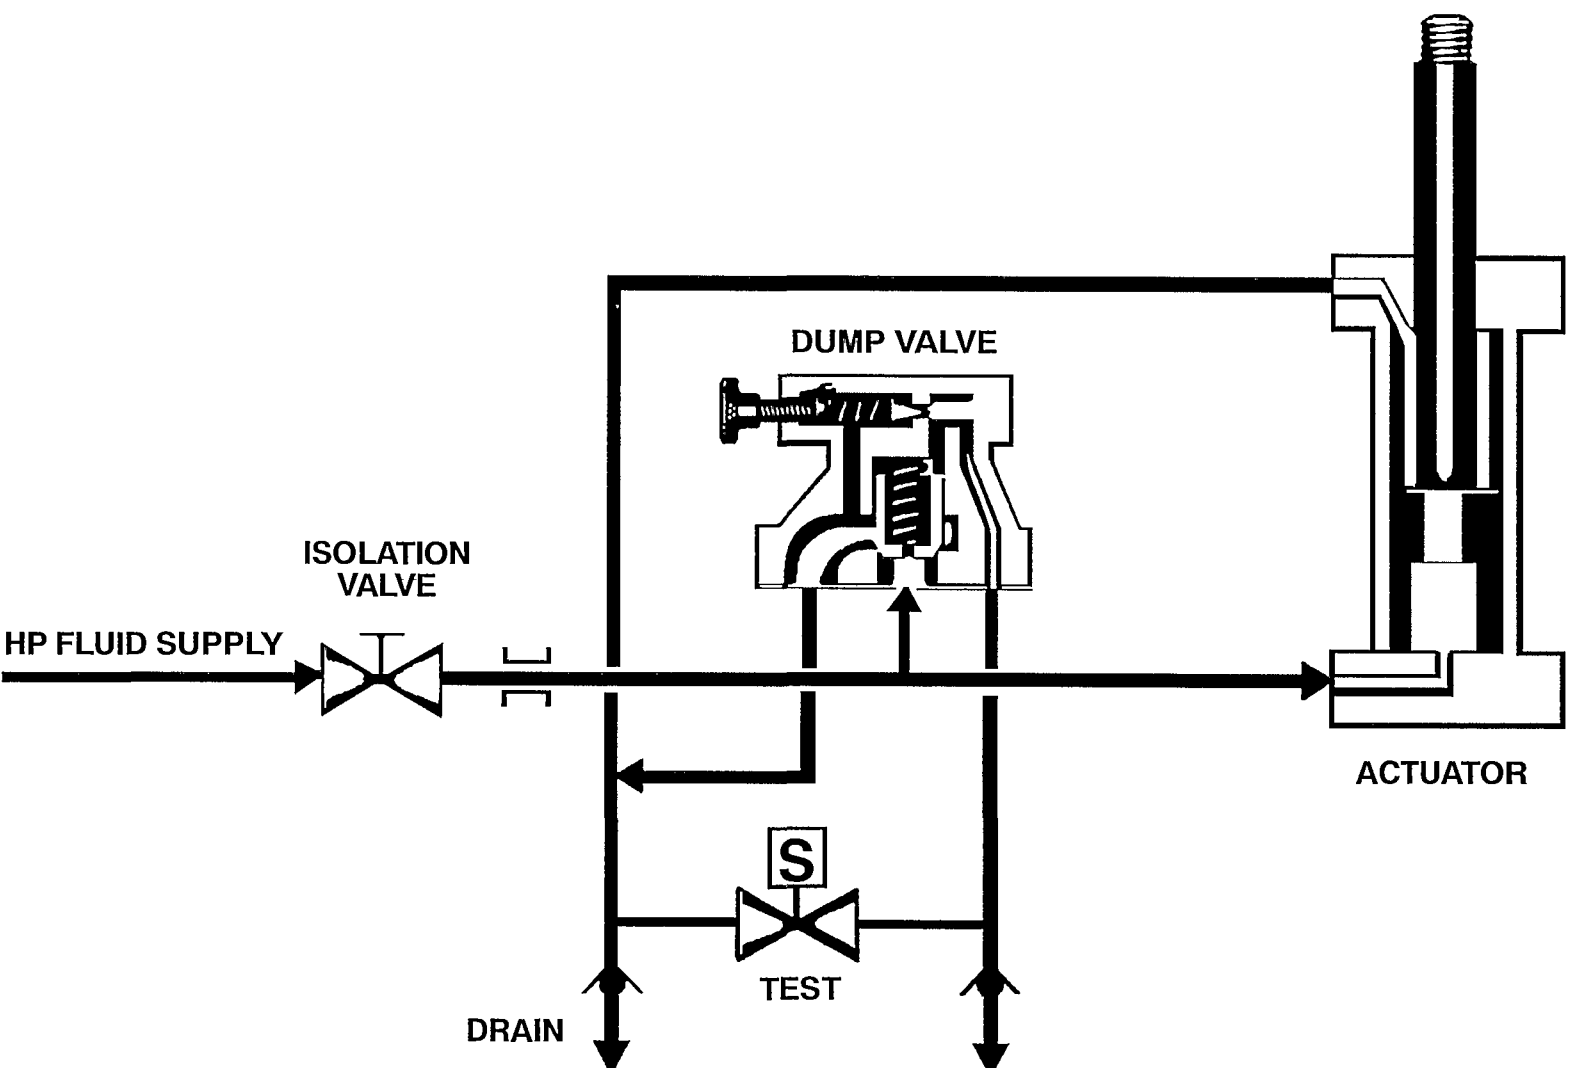 DUMP VALVE
ISOLATION
VALVE
HP FLUID SUPPLY
ACTUATOR
S
TEST
DRAIN